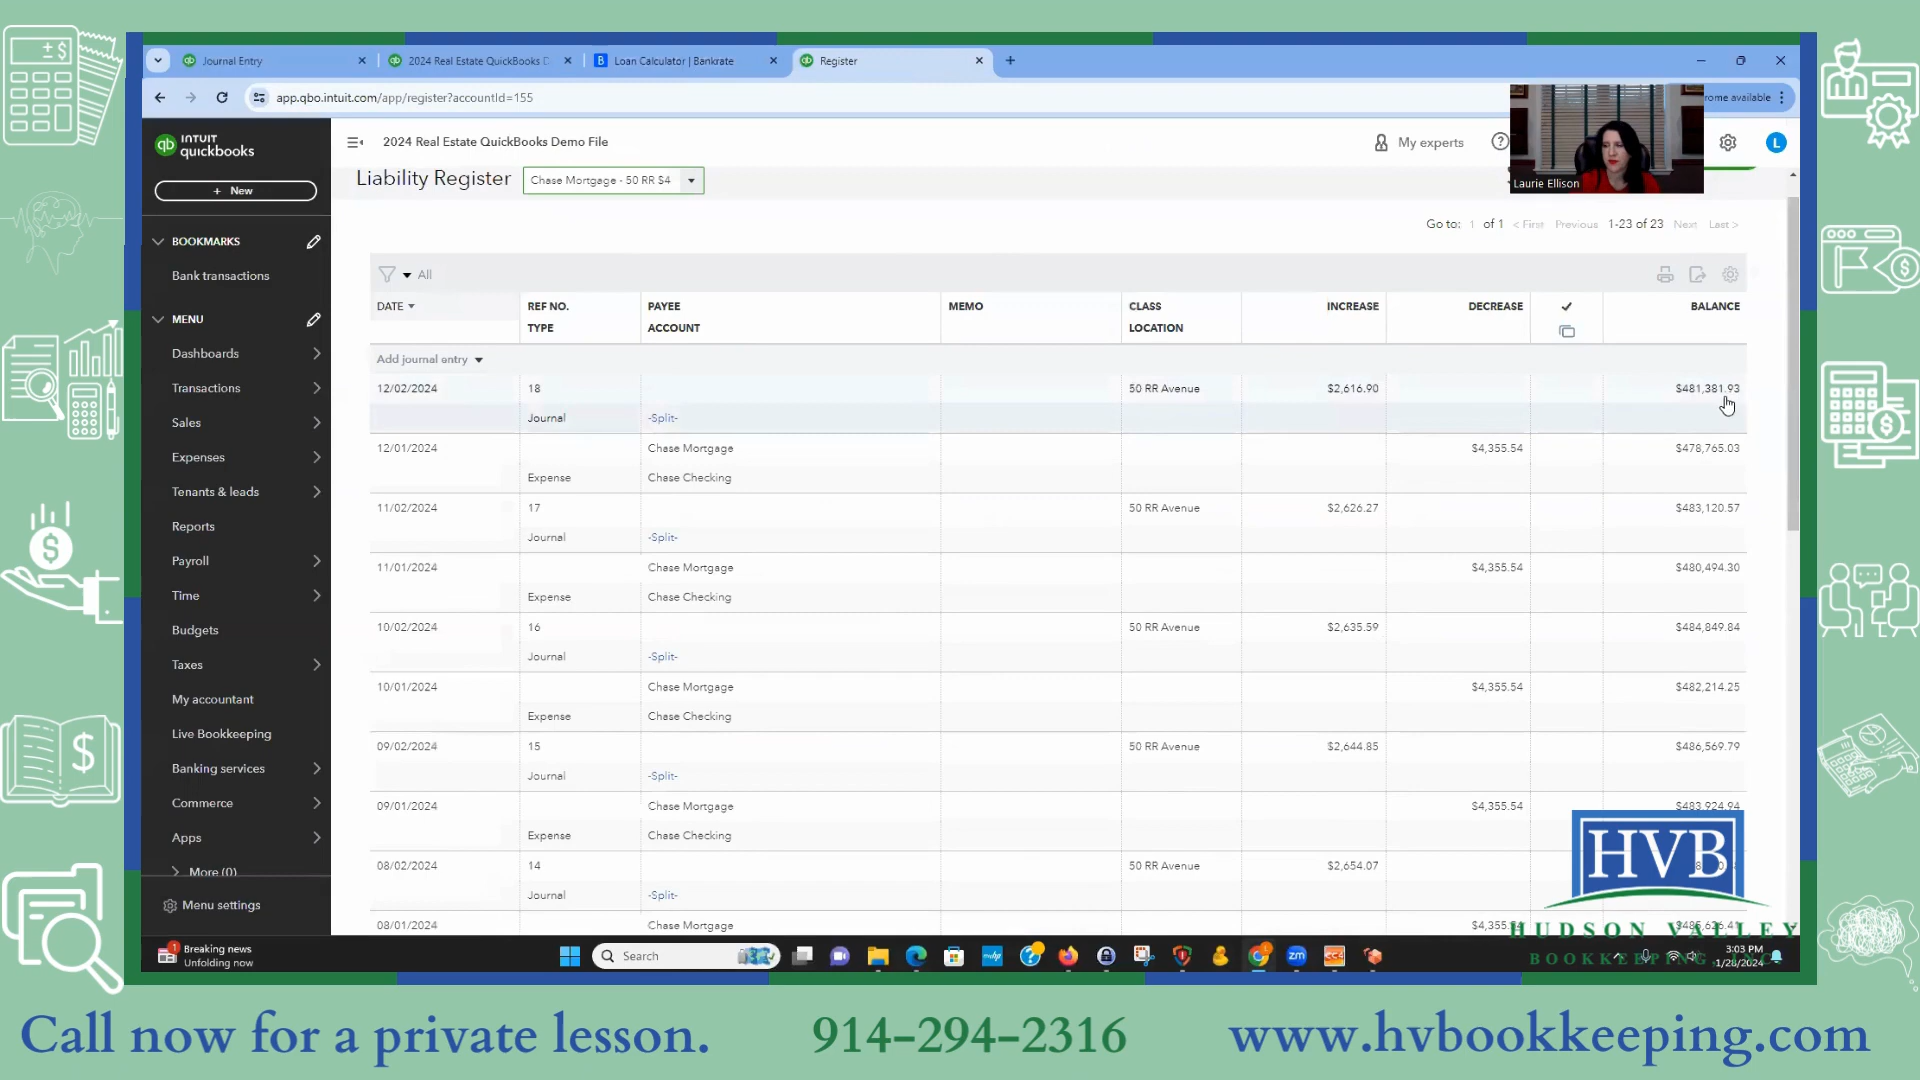 Journal Entry
2024 Real Estate QuickBooks D
Loan Calculator | Bankrate
Register
app.qbo.intuit.com/app/register?accountId=155
rome available
INTUIT
quickbooks
2024 Real Estate QuickBooks Demo File
My experts
L
Laurie Ellison
+ New
Liability Register
Chase Mortgage - 50 RR $4
Go to: 1 of 1 < First Previous 1-23 of 23 Next Last >
BOOKMARKS
Bank transactions
MENU
Dashboards
Transactions
Sales
Expenses
Tenants & leads
Reports
Payroll
Time
Budgets
Taxes
My accountant
Live Bookkeeping
Banking services
Commerce
Apps
More (0)
Menu settings
All
DATE REF NO. PAYEE MEMO CLASS INCREASE DECREASE BALANCE
TYPE ACCOUNT LOCATION
Add journal entry
12/02/2024 18 50 RR Avenue $2,616.90 $481,381.93
Journal -Split-
12/01/2024 Chase Mortgage $4,355.54 $478,765.03
Expense Chase Checking
11/02/2024 17 50 RR Avenue $2,626.27 $483,120.57
Journal -Split-
11/01/2024 Chase Mortgage $4,355.54 $480,494.30
Expense Chase Checking
10/02/2024 16 50 RR Avenue $2,635.59 $484,849.84
Journal -Split-
10/01/2024 Chase Mortgage $4,355.54 $482,214.25
Expense Chase Checking
09/02/2024 15 50 RR Avenue $2,644.85 $486,569.79
Journal -Split-
09/01/2024 Chase Mortgage $4,355.54 $483,924.94
Expense Chase Checking
08/02/2024 14 50 RR Avenue $2,654.07
Journal -Split-
08/01/2024 Chase Mortgage
HVB
HUDSON VALLEY
BOOKKEEPING, INC.
Breaking news
Unfolding now
Search
3:03 PM
1/28/2024
Call now for a private lesson. 914-294-2316 www.hvbookkeeping.com